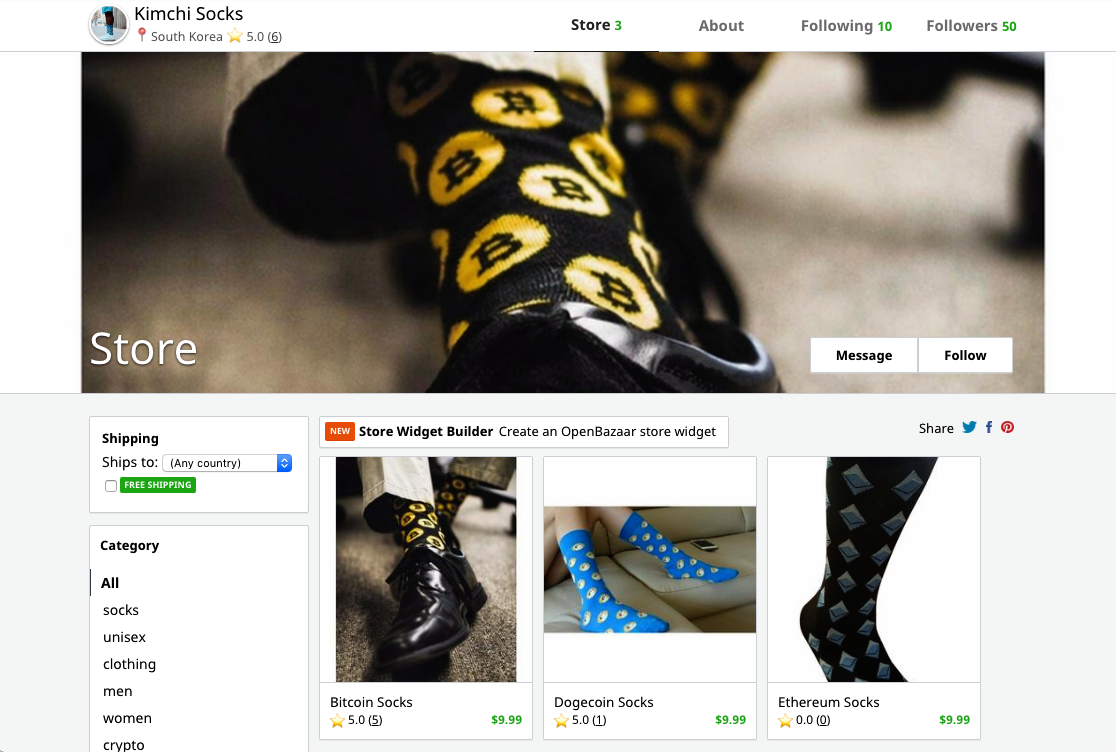 Kimchi Socks
South Korea 5.0 (6)
Store 3
About
Following 10
Followers 50
Store
Message
Follow
Shipping
Ships to: (Any country)
FREE SHIPPING
Category
All
socks
unisex
clothing
men
women
crypto
NEW Store Widget Builder Create an OpenBazaar store widget
Share
Bitcoin Socks
5.0 (5) $9.99
Dogecoin Socks
5.0 (1) $9.99
Ethereum Socks
0.0 (0) $9.99